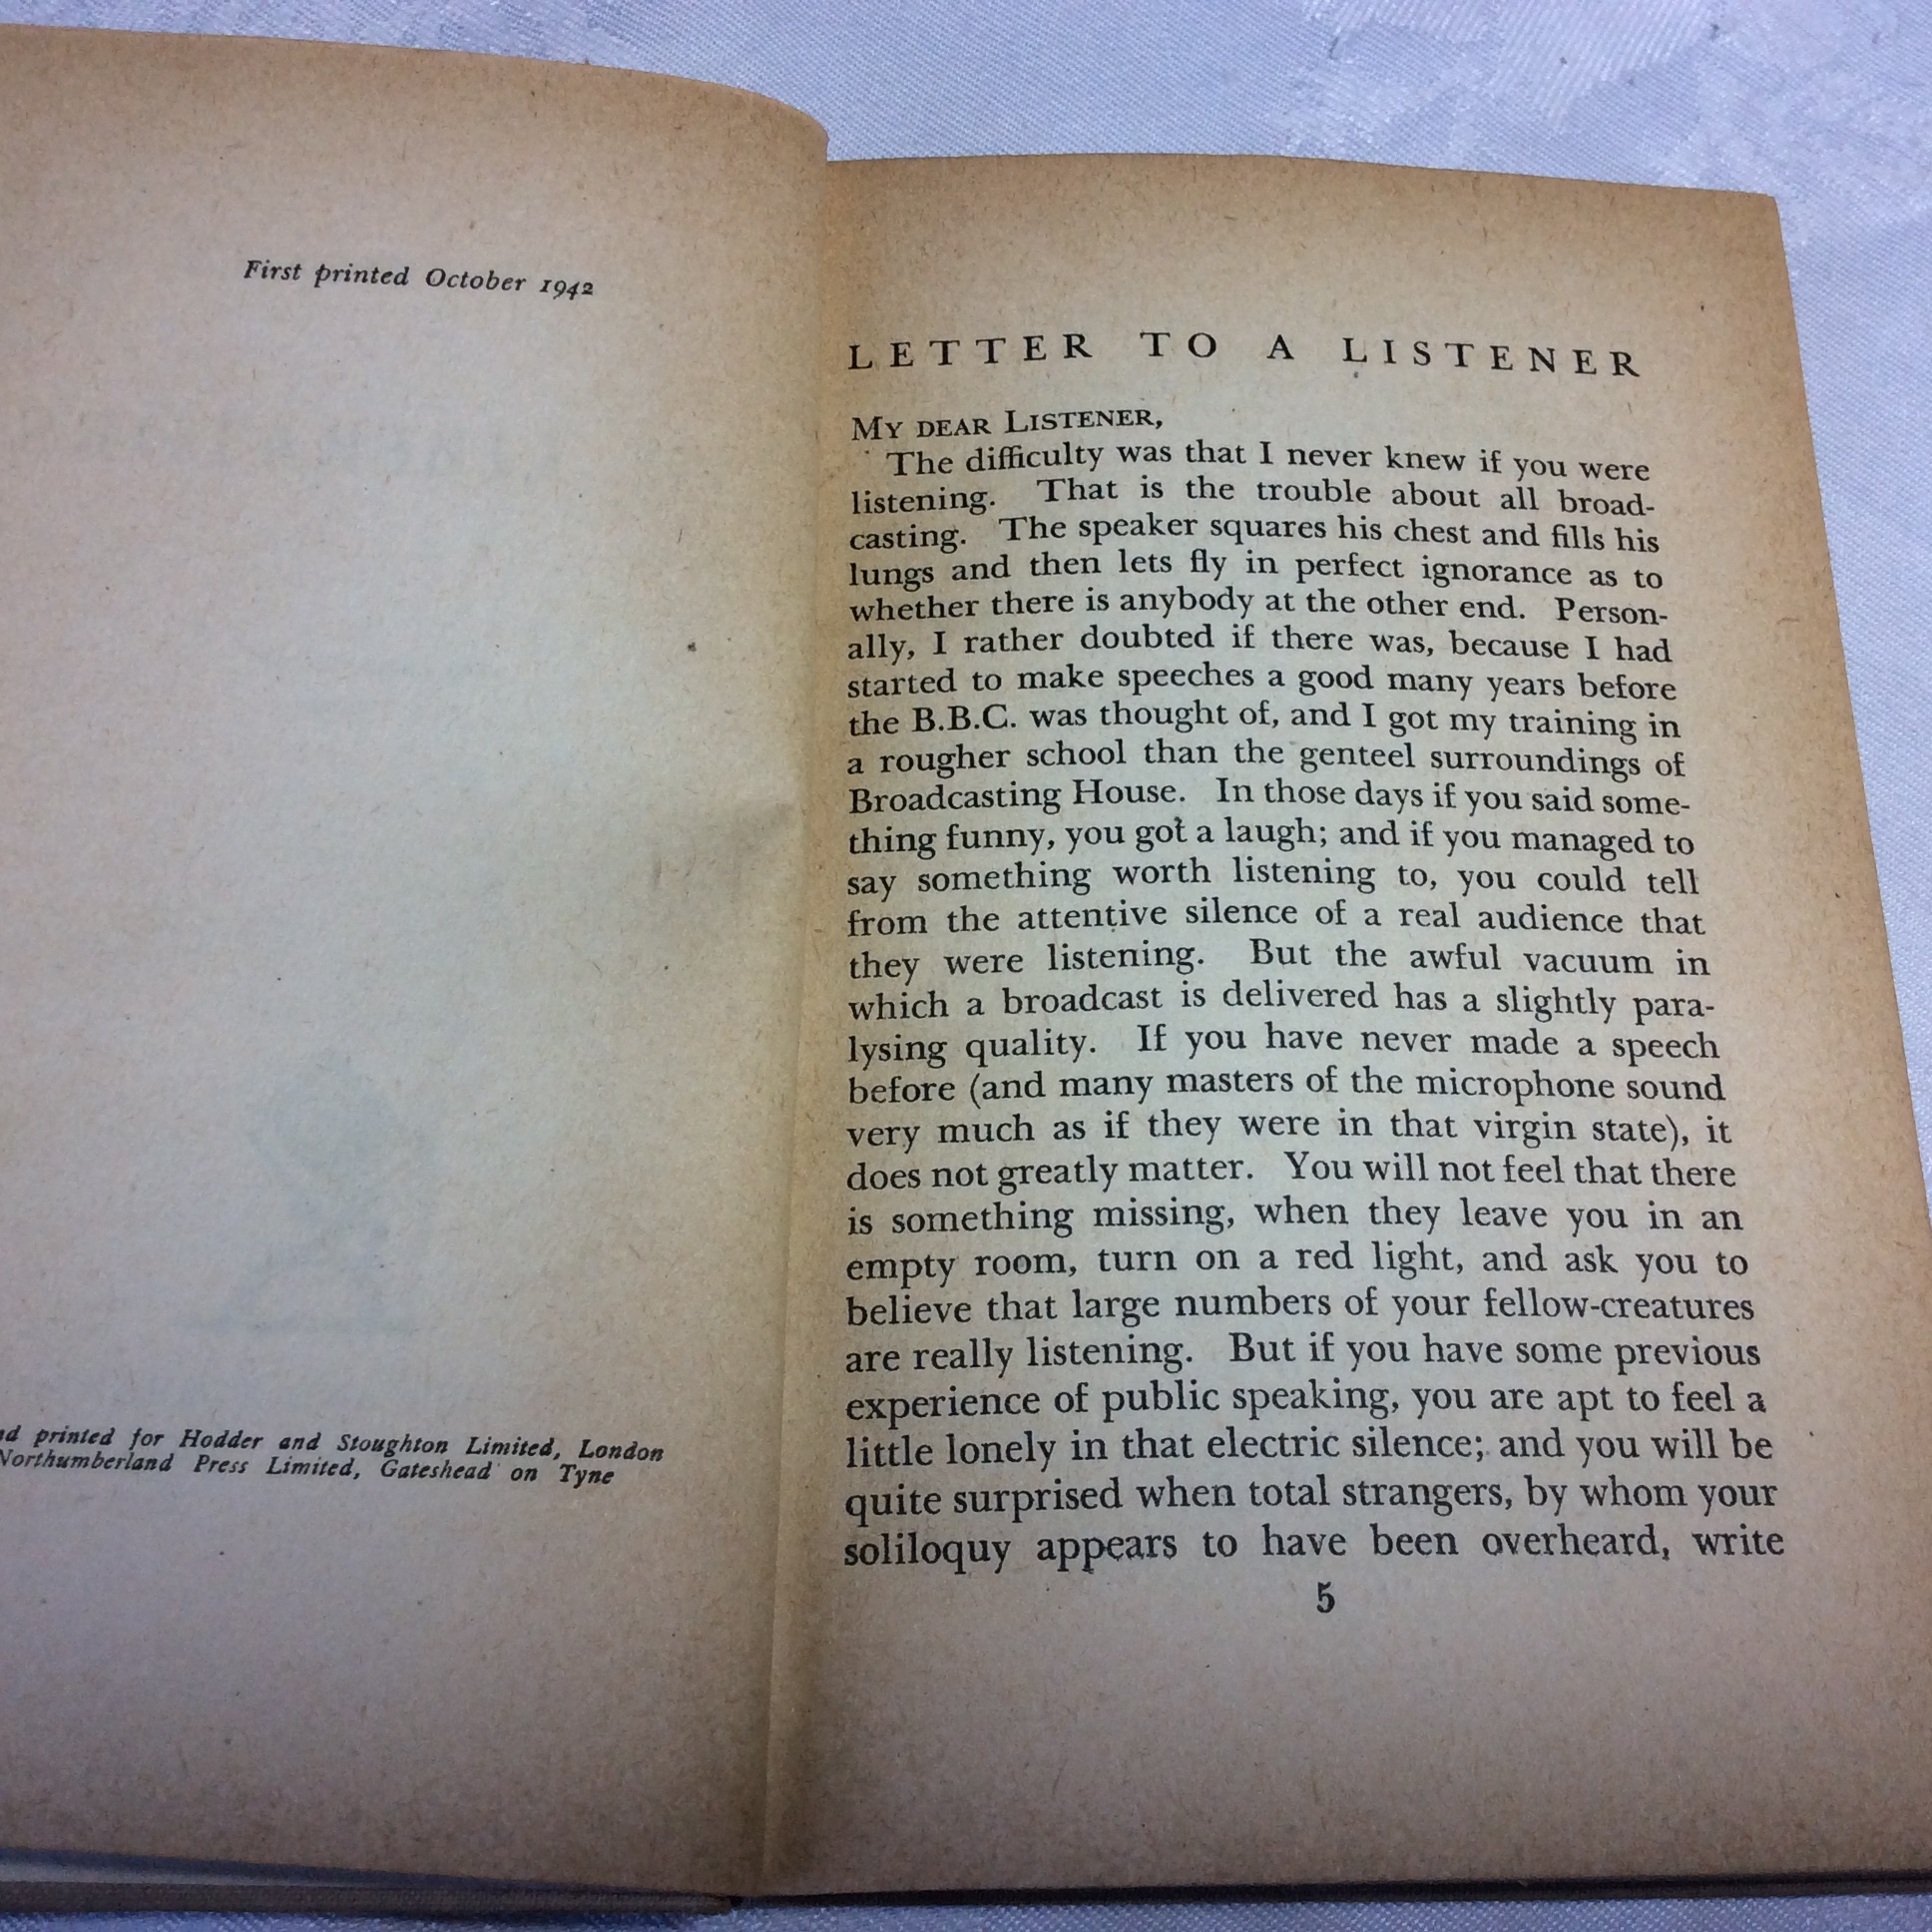 First printed October 1942
printed for Hodder and Stoughton Limited, London
Northumberland Press Limited, Gateshead on Tyne
LETTER TO A LISTENER
My dear Listener,
The difficulty was that I never knew if you were
listening. That is the trouble about all broad-
casting. The speaker squares his chest and fills his
lungs and then lets fly in perfect ignorance as to
whether there is anybody at the other end. Person-
ally, I rather doubted if there was, because I had
started to make speeches a good many years before
the B.B.C. was thought of, and I got my training in
a rougher school than the genteel surroundings of
Broadcasting House. In those days if you said some-
thing funny, you got a laugh; and if you managed to
say something worth listening to, you could tell
from the attentive silence of a real audience that
they were listening. But the awful vacuum in
which a broadcast is delivered has a slightly para-
lysing quality. If you have never made a speech
before (and many masters of the microphone sound
very much as if they were in that virgin state), it
does not greatly matter. You will not feel that there
is something missing, when they leave you in an
empty room, turn on a red light, and ask you to
believe that large numbers of your fellow-creatures
are really listening. But if you have some previous
experience of public speaking, you are apt to feel a
little lonely in that electric silence; and you will be
quite surprised when total strangers, by whom your
soliloquy appears to have been overheard, write
5